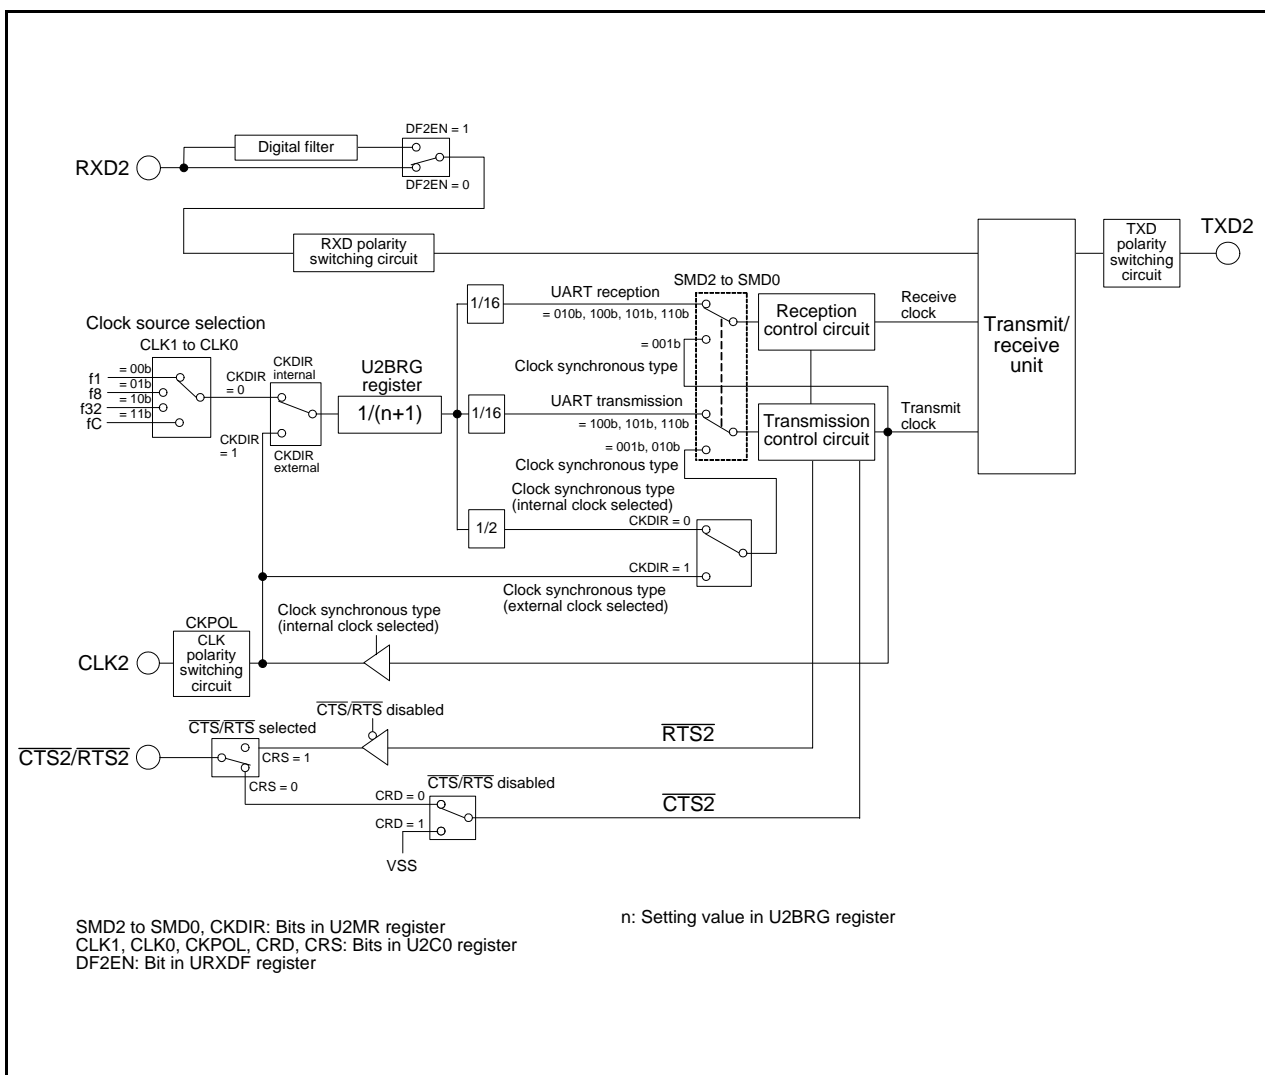 DF2EN = 1
Digital filter
RXD2
DF2EN = 0
TXD2
TXD
polarity
switching
circuit
RXD polarity
switching circuit
SMD2 to SMD0
1/16
UART reception
= 010b, 100b, 101b, 110b
Reception
control circuit
Receive
clock
Transmit/
receive
unit
Clock source selection
CLK1 to CLK0
= 00b
f1
= 01b
f8
= 10b
f32
= 11b
fC
CKDIR
= 0
CKDIR
internal
CKDIR
= 1
CKDIR
external
U2BRG
register
1/(n+1)
= 001b
Clock synchronous type
1/16
UART transmission
= 100b, 101b, 110b
Transmission
control circuit
Transmit
clock
= 001b, 010b
Clock synchronous type
Clock synchronous type
(internal clock selected)
1/2
CKDIR = 0
CKDIR = 1
Clock synchronous type
(external clock selected)
Clock synchronous type
(internal clock selected)
CKPOL
CLK
polarity
switching
circuit
CLK2
CTS/RTS disabled
CTS/RTS selected
CTS2/RTS2
CRS = 1
CRS = 0
RTS2
CTS/RTS disabled
CRD = 0
CRD = 1
CTS2
VSS
SMD2 to SMD0, CKDIR: Bits in U2MR register
CLK1, CLK0, CKPOL, CRD, CRS: Bits in U2C0 register
DF2EN: Bit in URXDF register
n: Setting value in U2BRG register